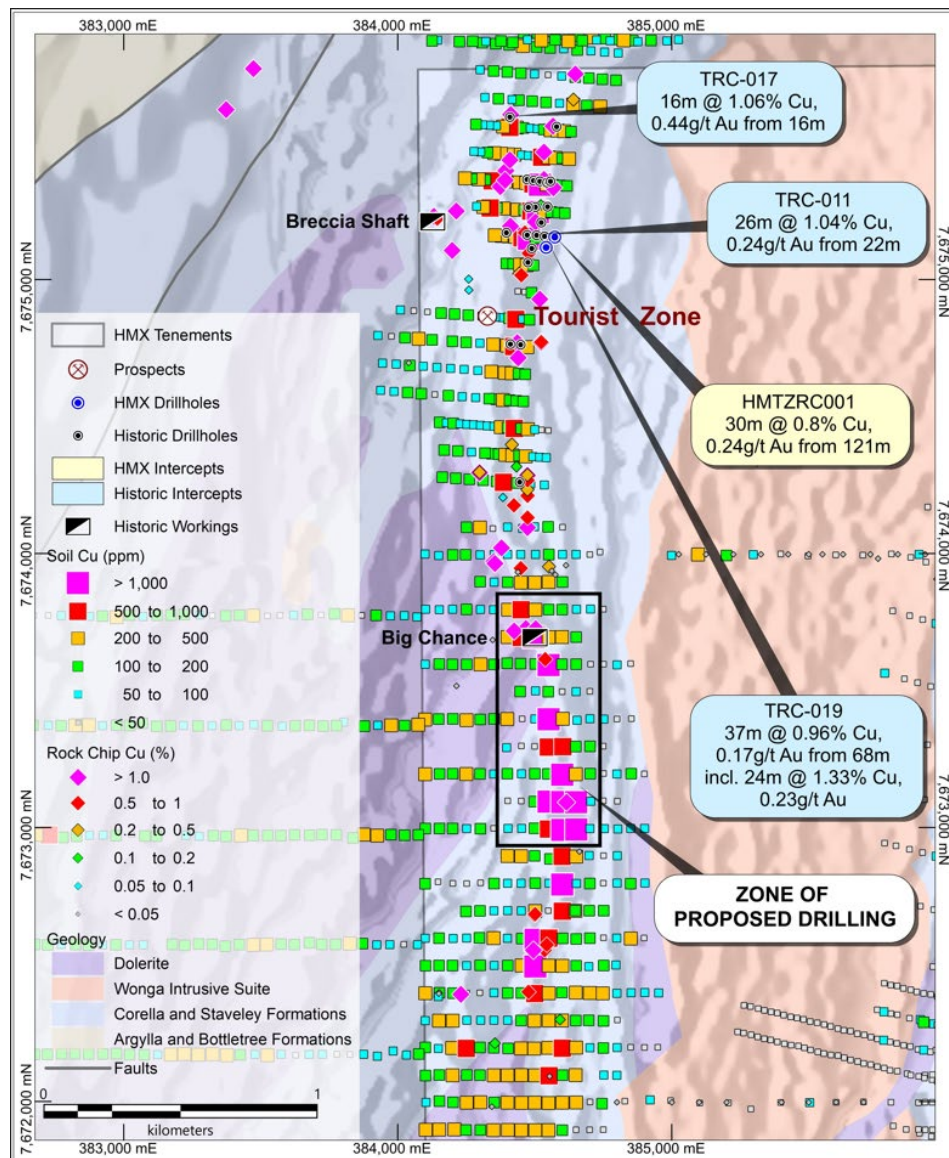 383,000 mE
384,000 mE
385,000 mE
TRC-017
16m @ 1.06% Cu,
0.44g/t Au from 16m
TRC-011
26m @ 1.04% Cu,
0.24g/t Au from 22m
Breccia Shaft
7,675,000 mN
7,675,000 mN
Tourist Zone
HMX Tenements
Prospects
HMX Drillholes
Historic Drillholes
HMX Intercepts
Historic Intercepts
Historic Workings
HMTZRC001
30m @ 0.8% Cu,
0.24g/t Au from 121m
Soil Cu (ppm)
> 1,000
500 to 1,000
200 to 500
100 to 200
50 to 100
< 50
7,674,000 mN
7,674,000 mN
Big Chance
TRC-019
37m @ 0.96% Cu,
0.17g/t Au from 68m
incl. 24m @ 1.33% Cu,
0.23g/t Au
Rock Chip Cu (%)
> 1.0
0.5 to 1
0.2 to 0.5
0.1 to 0.2
0.05 to 0.1
< 0.05
7,673,000 mN
7,673,000 mN
ZONE OF
PROPOSED DRILLING
Geology
Dolerite
Wonga Intrusive Suite
Corella and Staveley Formations
Argylla and Bottletree Formations
Faults
0 1
kilometers
7,672,000 mN
7,672,000 mN
383,000 mE
384,000 mE
385,000 mE